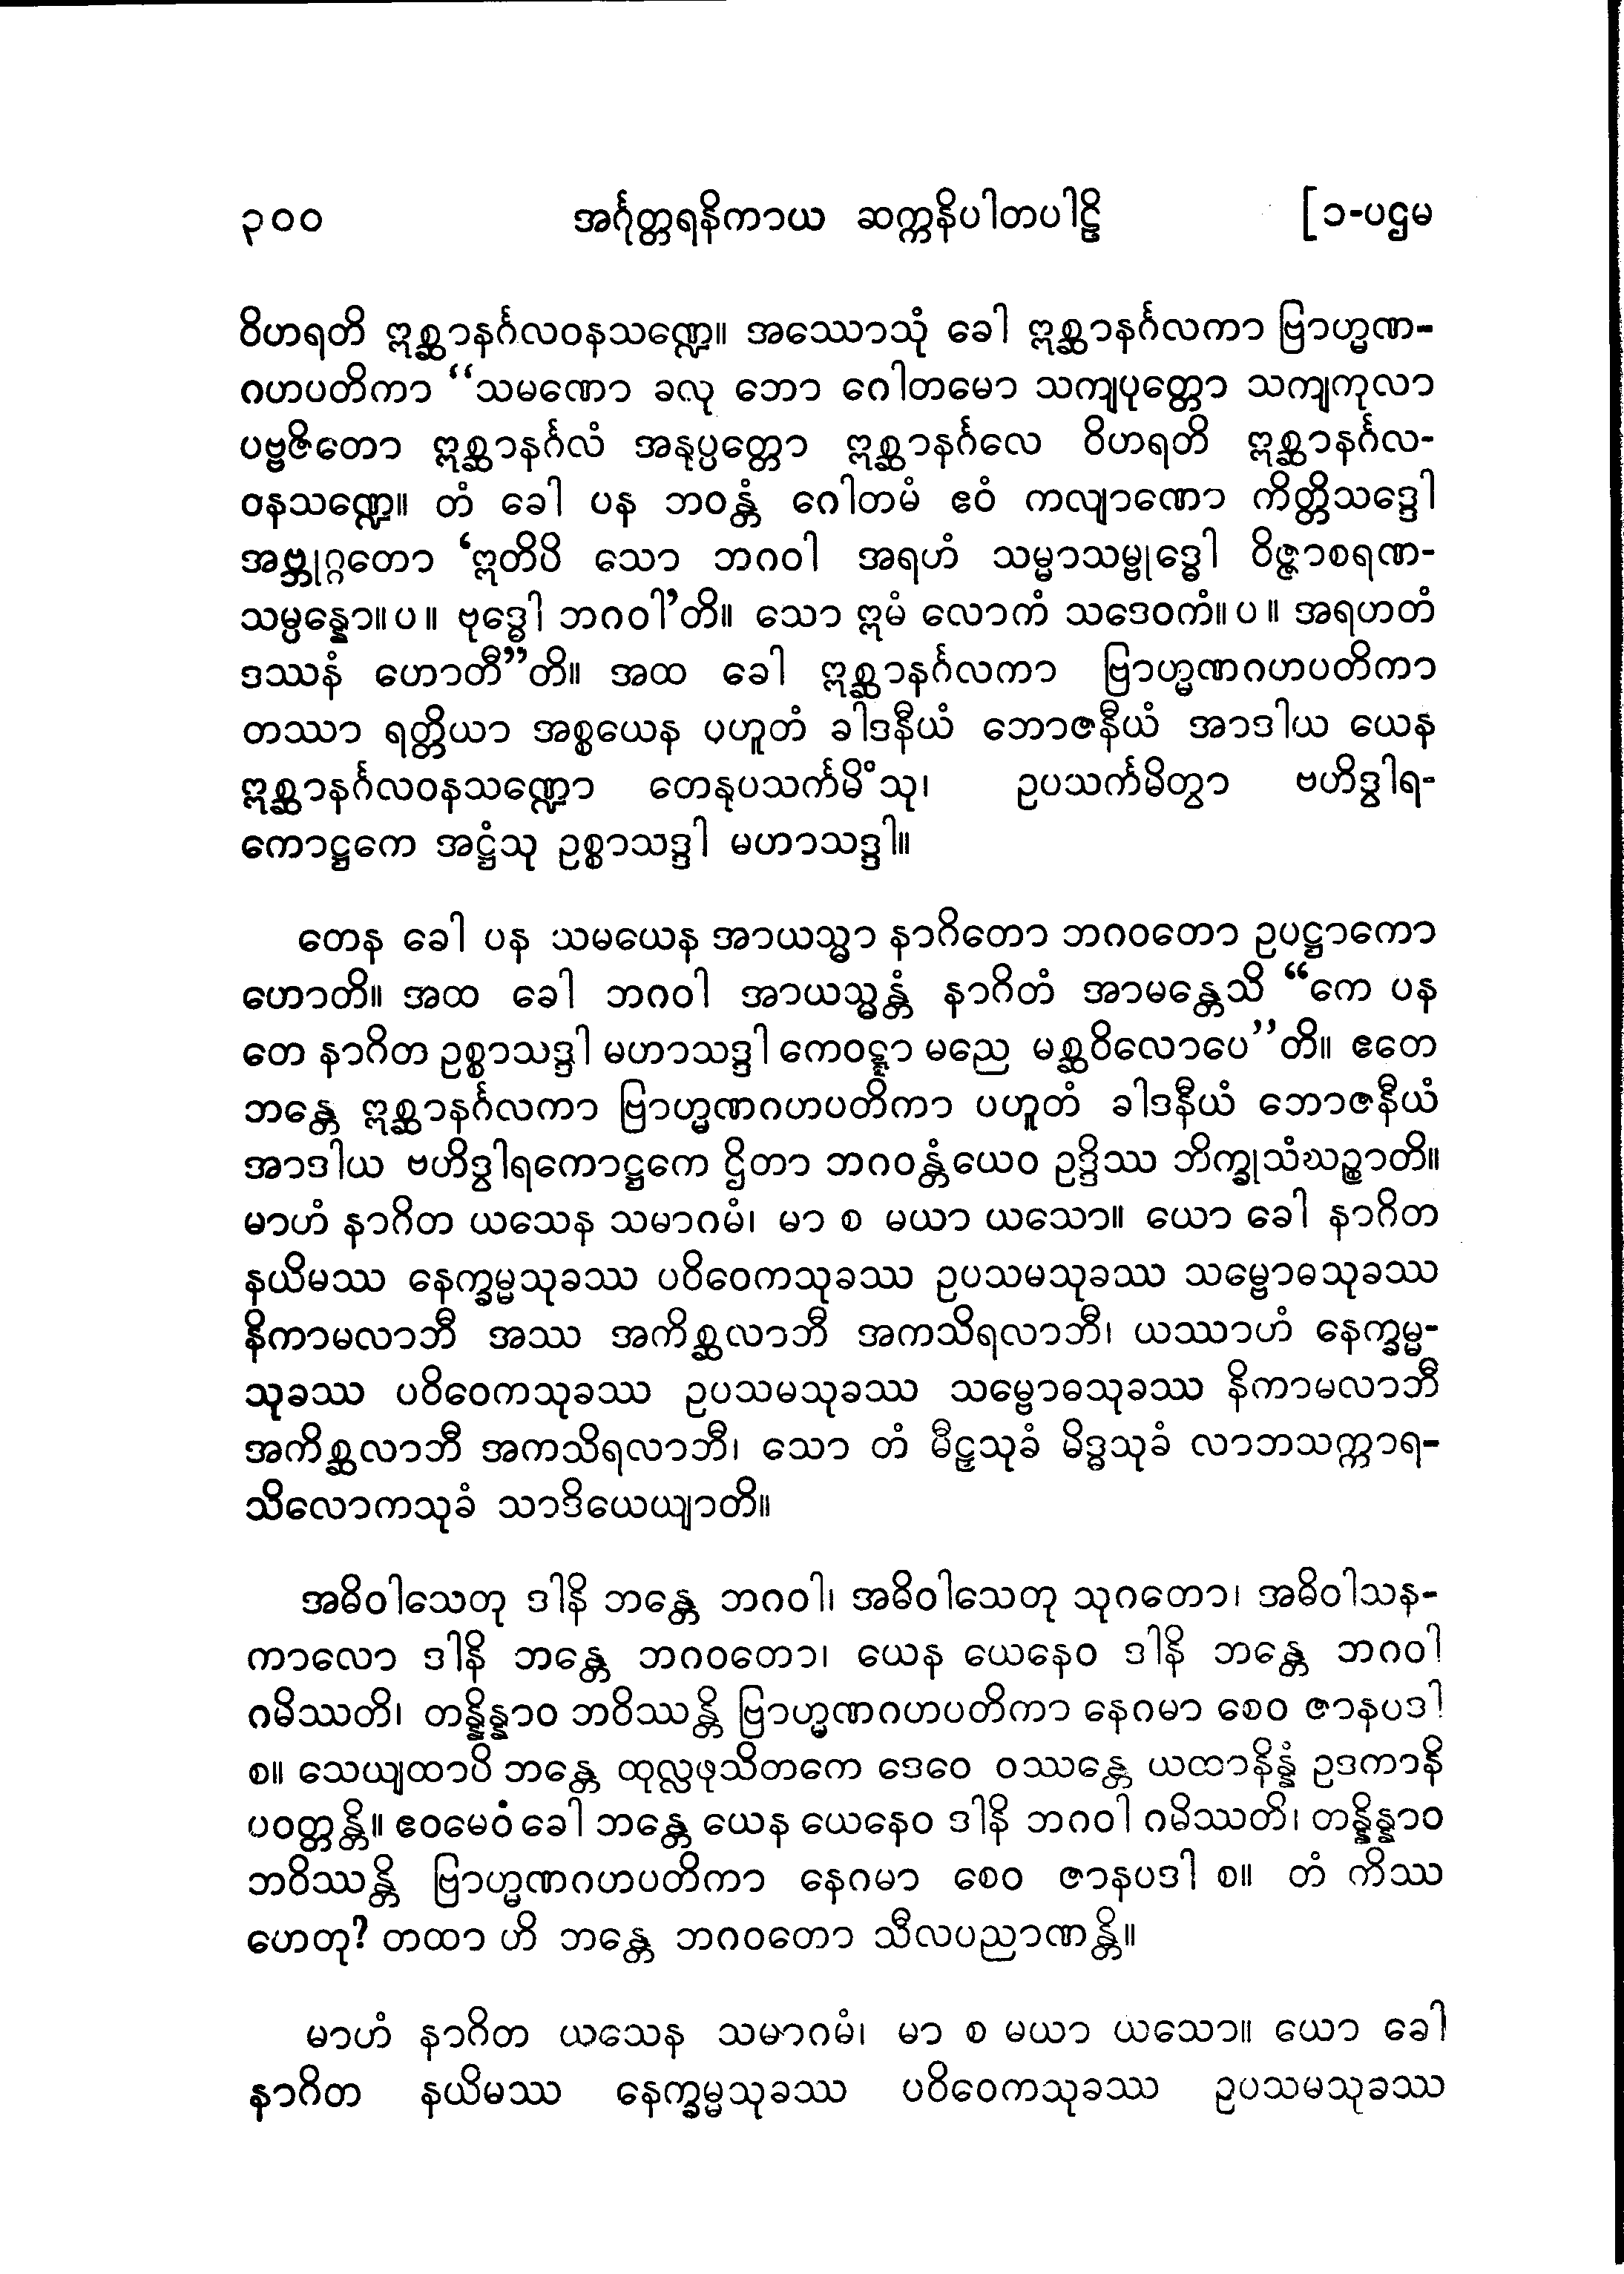 ၃၀၀ အင်္ဂုတ္တရနိကာယ ဆက္ကနိပါတပါဠိ [၁-ပဌမ
ဝိဟရတိ ဣစ္ဆာနင်္ဂလဝနသဏ္ဍေ။ အဿောသုံ ခေါ ဣစ္ဆာနင်္ဂလကာ ဗြာဟ္မဏ-
ဂဟပတိကာ “သမဏော ခလု ဘော ဂေါတမော သကျပုတ္တော သကျကုလာ
ပဗ္ဗဇိတော ဣစ္ဆာနင်္ဂလံ အနုပ္ပတ္တော ဣစ္ဆာနင်္ဂလေ ဝိဟရတိ ဣစ္ဆာနင်္ဂလ-
ဝနသဏ္ဍေ။ တံ ခေါ ပန ဘဝန္တံ ဂေါတမံ ဧဝံ ကလျာဏော ကိတ္တိသဒ္ဒေါ
အဗ္ဘုဂ္ဂတော ‘ဣတိပိ သော ဘဂဝါ အရဟံ သမ္မာသမ္ဗုဒ္ဓေါ ဝိဇ္ဇာစရဏ-
သမ္ပန္နော။ပ။ ဗုဒ္ဓေါ ဘဂဝါ’တိ။ သော ဣမံ လောကံ သဒေဝကံ။ပ။ အရဟတံ
ဒဿနံ ဟောတီ”တိ။ အထ ခေါ ဣစ္ဆာနင်္ဂလကာ ဗြာဟ္မဏဂဟပတိကာ
တဿာ ရတ္တိယာ အစ္စယေန ပဟူတံ ခါဒနီယံ ဘောဇနီယံ အာဒါယ ယေန
ဣစ္ဆာနင်္ဂလဝနသဏ္ဍော တေနုပသင်္ကမိံသု၊ ဥပသင်္ကမိတွာ ဗဟိဒွါရ-
ကောဋ္ဌကေ အဋ္ဌံသု ဥစ္စာသဒ္ဒါ မဟာသဒ္ဒါ။
တေန ခေါ ပန သမယေန အာယသ္မာ နာဂိတော ဘဂဝတော ဥပဋ္ဌာကော
ဟောတိ။ အထ ခေါ ဘဂဝါ အာယသ္မန္တံ နာဂိတံ အာမန္တေသိ “ကေ ပန
တေ နာဂိတ ဥစ္စာသဒ္ဒါ မဟာသဒ္ဒါ ကေဝဋ္ဋာ မညေ မစ္ဆဝိလောပေ”တိ။ ဧတေ
ဘန္တေ ဣစ္ဆာနင်္ဂလကာ ဗြာဟ္မဏဂဟပတိကာ ပဟူတံ ခါဒနီယံ ဘောဇနီယံ
အာဒါယ ဗဟိဒွါရကောဋ္ဌကေ ဌိတာ ဘဂဝန္တံယေဝ ဥဒ္ဒိဿ ဘိက္ခုသံဃဉ္စာတိ။
မာဟံ နာဂိတ ယသေန သမာဂမံ၊ မာ စ မယာ ယသော။ ယော ခေါ နာဂိတ
နယိမဿ နေက္ခမ္မသုခဿ ပဝိဝေကသုခဿ ဥပသမသုခဿ သမ္ဗောဓသုခဿ
နိကာမလာဘီ အဿ အကိစ္ဆလာဘီ အကသိရလာဘီ၊ ယဿာဟံ နေက္ခမ္မ-
သုခဿ ပဝိဝေကသုခဿ ဥပသမသုခဿ သမ္ဗောဓသုခဿ နိကာမလာဘီ
အကိစ္ဆလာဘီ အကသိရလာဘီ၊ သော တံ မီဠှသုခံ မိဒ္ဓသုခံ လာဘသက္ကာရ-
သိလောကသုခံ သာဒိယေယျာတိ။
အဓိဝါသေတု ဒါနိ ဘန္တေ ဘဂဝါ၊ အဓိဝါသေတု သုဂတော၊ အဓိဝါသန-
ကာလော ဒါနိ ဘန္တေ ဘဂဝတော၊ ယေန ယေနေဝ ဒါနိ ဘန္တေ ဘဂဝါ
ဂမိဿတိ၊ တန္နိန္နာဝ ဘဝိဿန္တိ ဗြာဟ္မဏဂဟပတိကာ နေဂမာ စေဝ ဇာနပဒါ
စ။ သေယျထာပိ ဘန္တေ ထုလ္လဖုသိတကေ ဒေဝေ ဝဿန္တေ ယထာနိန္နံ ဥဒကာနိ
ပဝတ္တန္တိ။ ဧဝမေဝံ ခေါ ဘန္တေ ယေန ယေနေဝ ဒါနိ ဘဂဝါ ဂမိဿတိ၊ တန္နိန္နာဝ
ဘဝိဿန္တိ ဗြာဟ္မဏဂဟပတိကာ နေဂမာ စေဝ ဇာနပဒါ စ။ တံ ကိဿ
ဟေတု? တထာ ဟိ ဘန္တေ ဘဂဝတော သီလပညာဏန္တိ။
မာဟံ နာဂိတ ယသေန သမာဂမံ၊ မာ စ မယာ ယသော။ ယော ခေါ
နာဂိတ နယိမဿ နေက္ခမ္မသုခဿ ပဝိဝေကသုခဿ ဥပသမသုခဿ